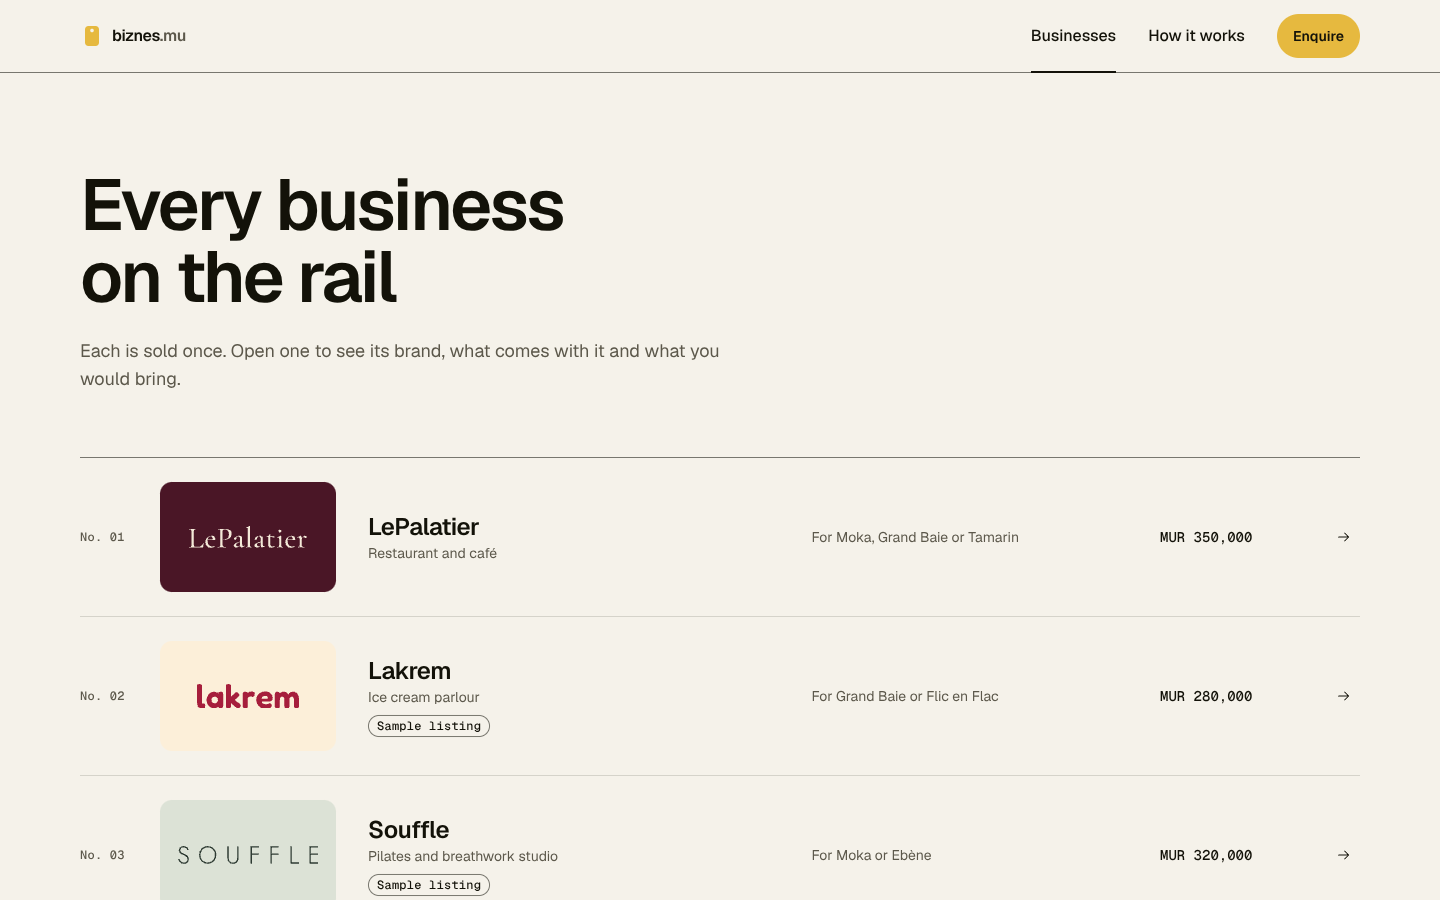 biznes.mu
Businesses
How it works
Enquire
Every business
on the rail
Each is sold once. Open one to see its brand, what comes with it and what you
would bring.
No. 01
LePalatier
LePalatier
Restaurant and café
For Moka, Grand Baie or Tamarin
MUR 350,000
No. 02
lakrem
Lakrem
Ice cream parlour
Sample listing
For Grand Baie or Flic en Flac
MUR 280,000
No. 03
SOUFFLE
Souffle
Pilates and breathwork studio
Sample listing
For Moka or Ebène
MUR 320,000